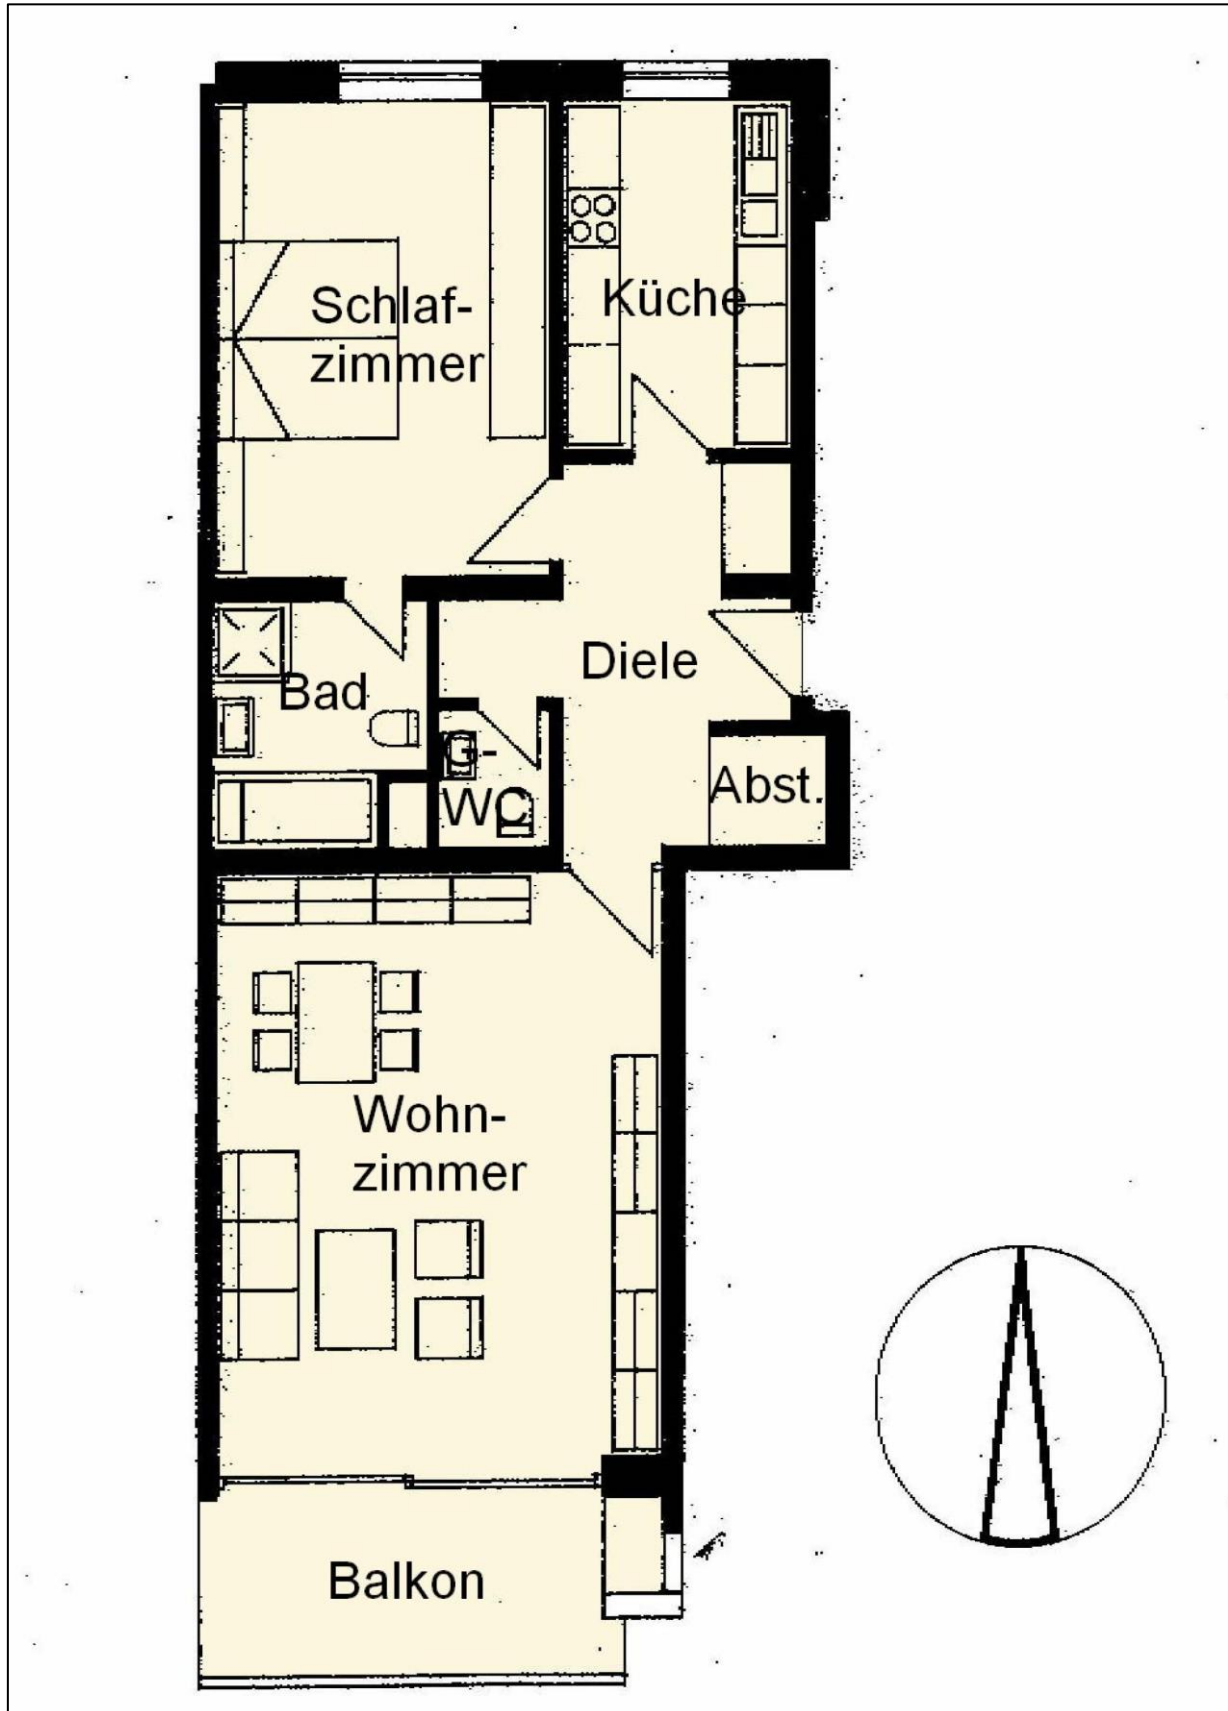 Schlaf-
zimmer
Küche
Diele
Bad
G-
WC
Abst.
Wohn-
zimmer
Balkon